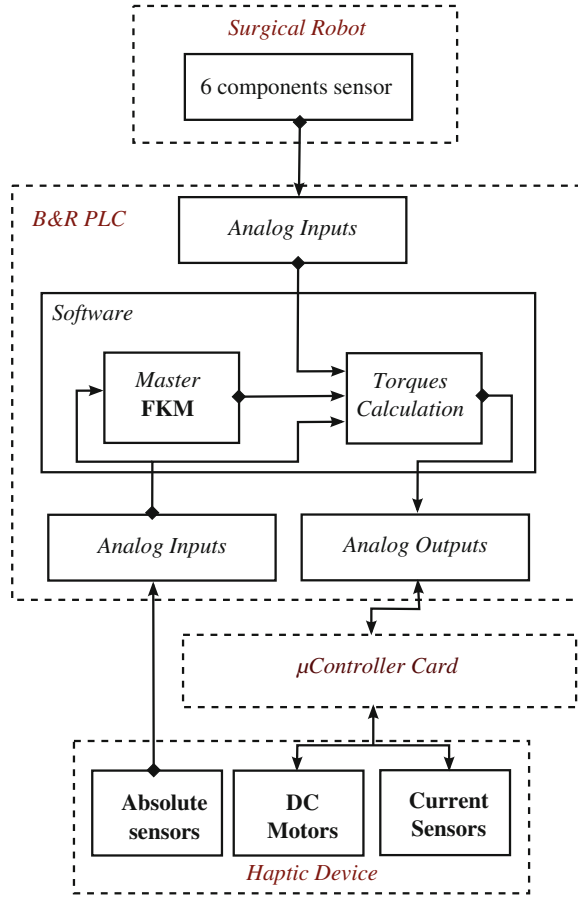 Surgical Robot
6 components sensor
B&R PLC
Analog Inputs
Software
Master
FKM
Torques
Calculation
Analog Inputs
Analog Outputs
μController Card
Absolute
sensors
DC
Motors
Current
Sensors
Haptic Device